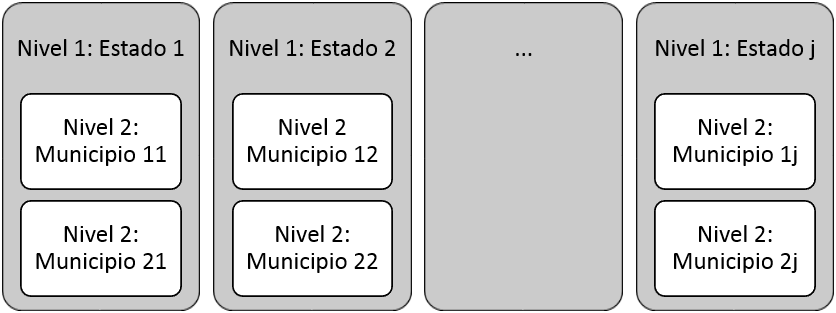 Nivel 1: Estado 1
Nivel 2:
Municipio 11
Nivel 2:
Municipio 21
Nivel 1: Estado 2
Nivel 2
Municipio 12
Nivel 2:
Municipio 22
...
Nivel 1: Estado j
Nivel 2:
Municipio 1j
Nivel 2:
Municipio 2j